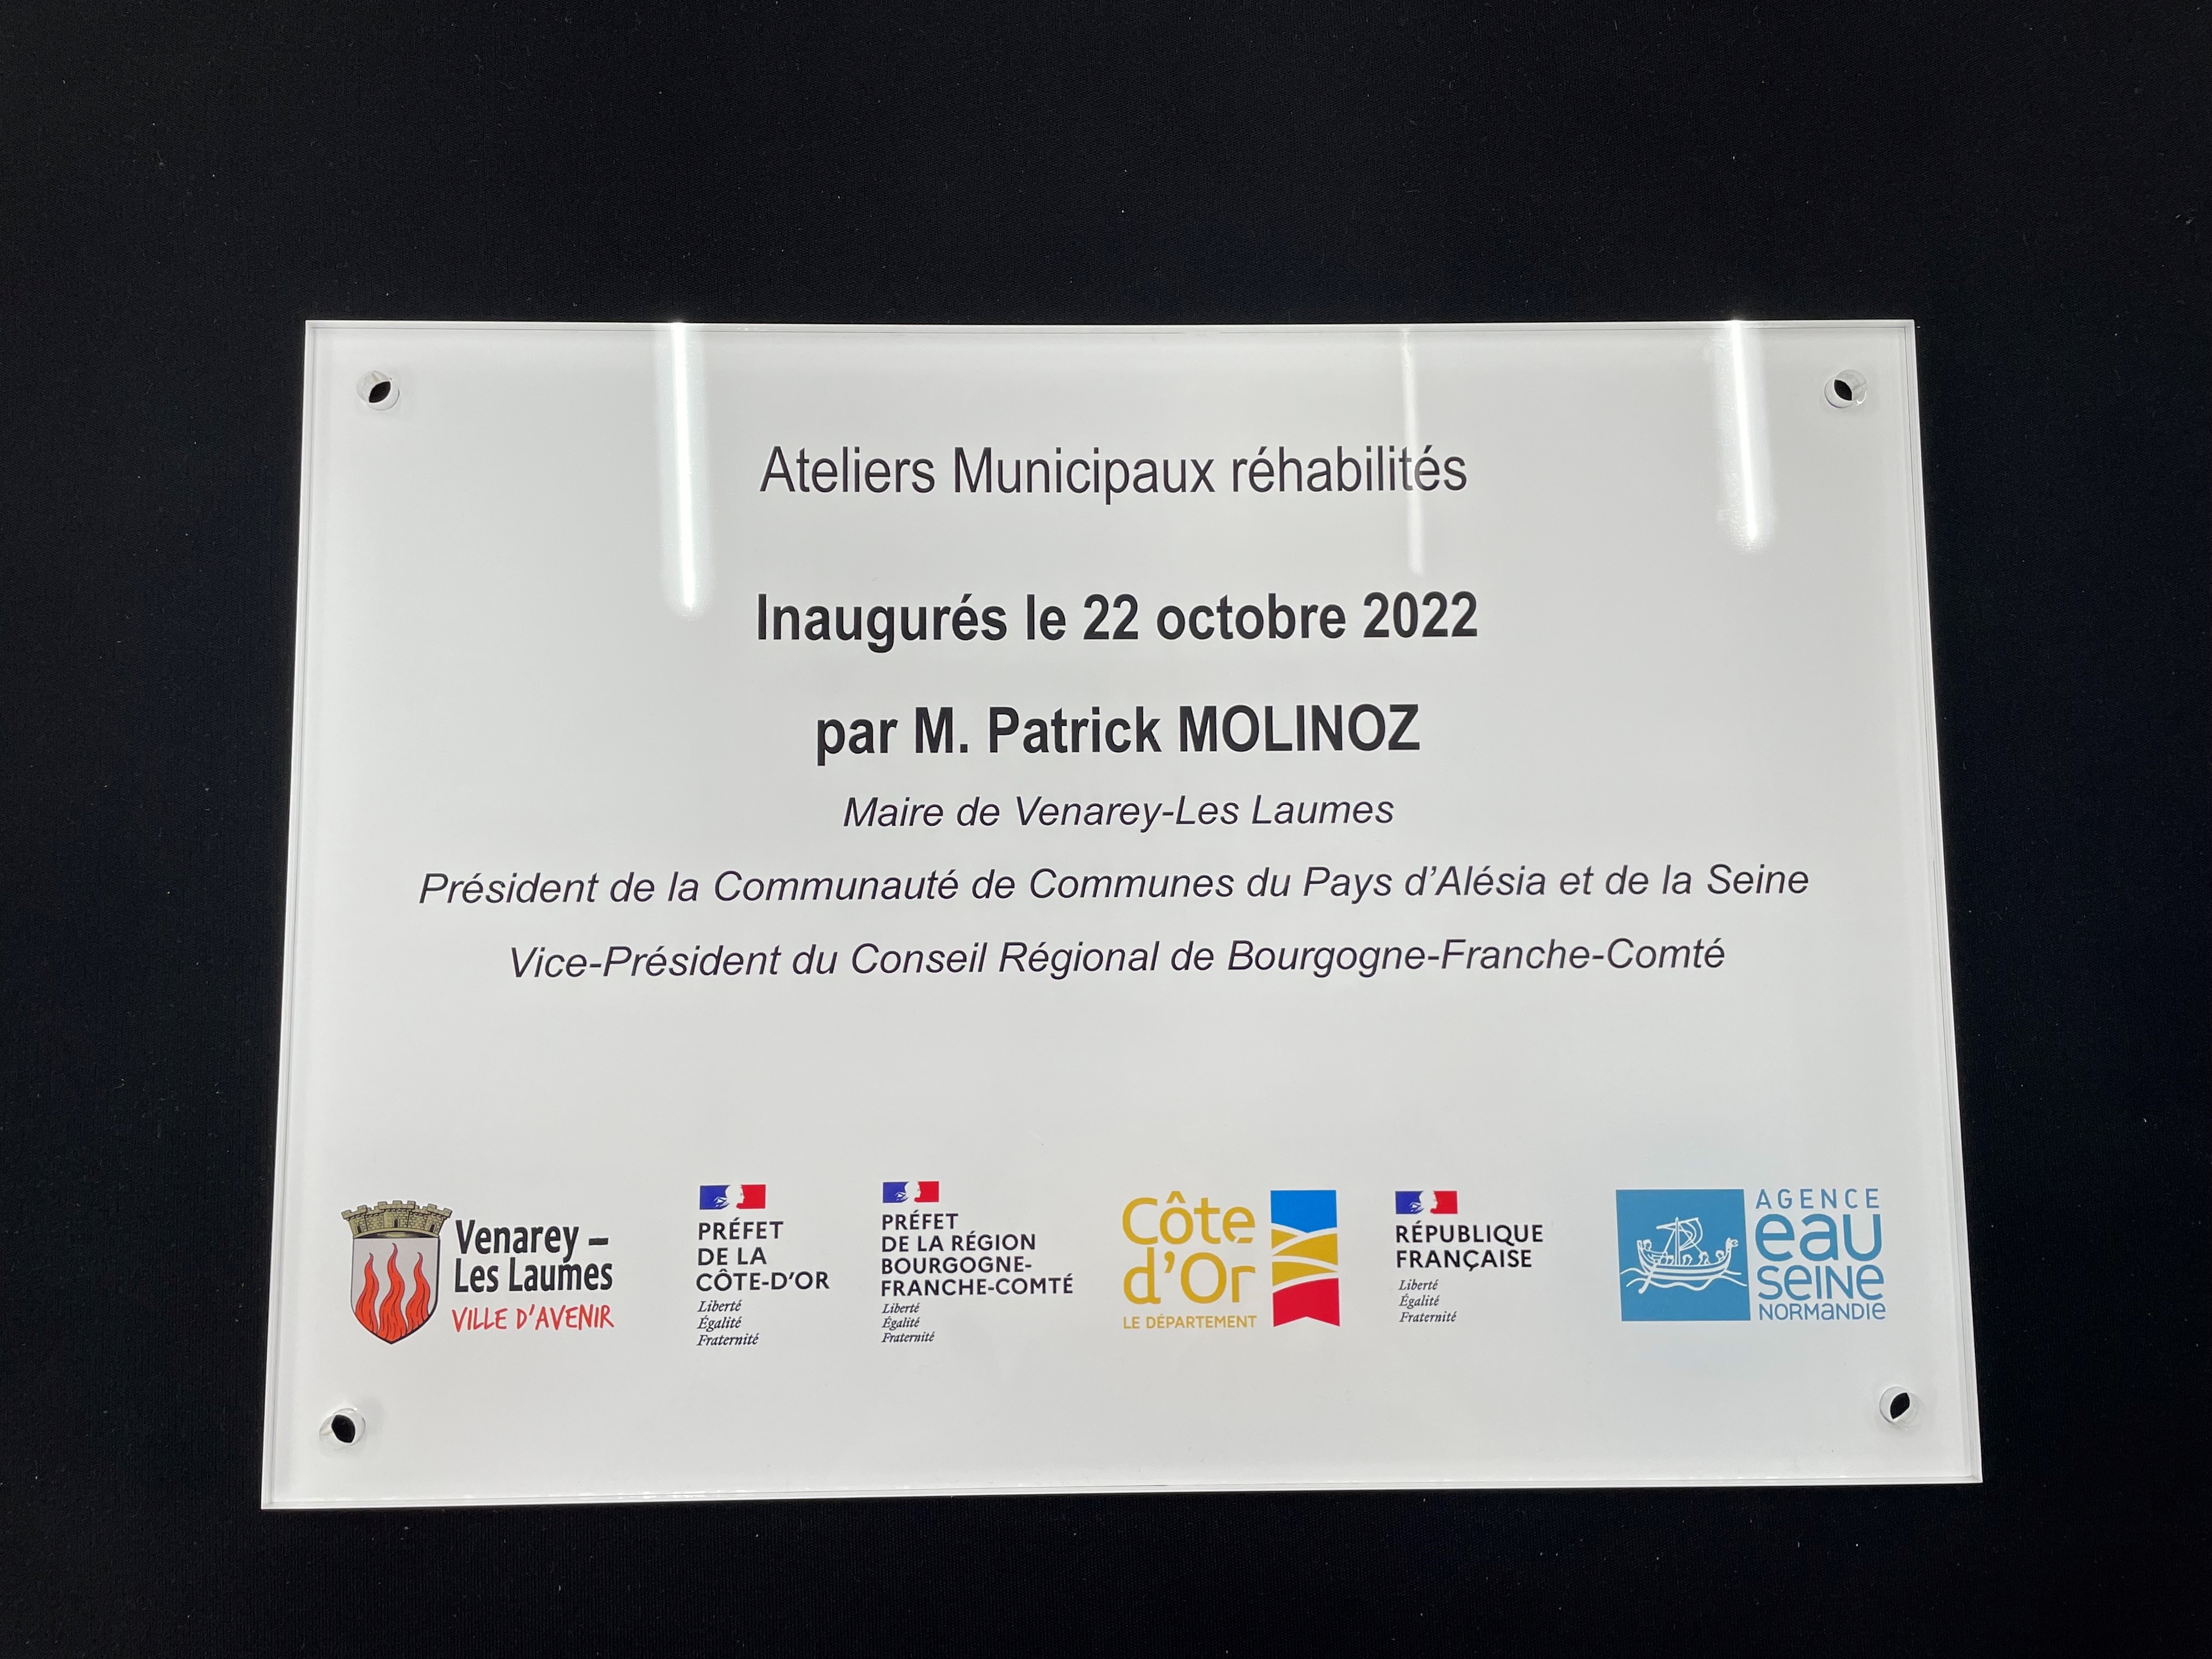 Ateliers Municipaux réhabilités
Inaugurés le 22 octobre 2022
par M. Patrick MOLINOZ
Maire de Venarey-Les Laumes
Président de la Communauté de Communes du Pays d'Alésia et de la Seine
Vice-Président du Conseil Régional de Bourgogne-Franche-Comté
Venarey –
Les Laumes
VILLE D'AVENIR
PRÉFET
DE LA
CÔTE-D'OR
Liberté
Égalité
Fraternité
PRÉFET
DE LA RÉGION
BOURGOGNE-
FRANCHE-COMTÉ
Liberté
Égalité
Fraternité
Côte
d'Or
LE DÉPARTEMENT
RÉPUBLIQUE
FRANÇAISE
Liberté
Égalité
Fraternité
AGENCE
eau
seine
NORMANDIE